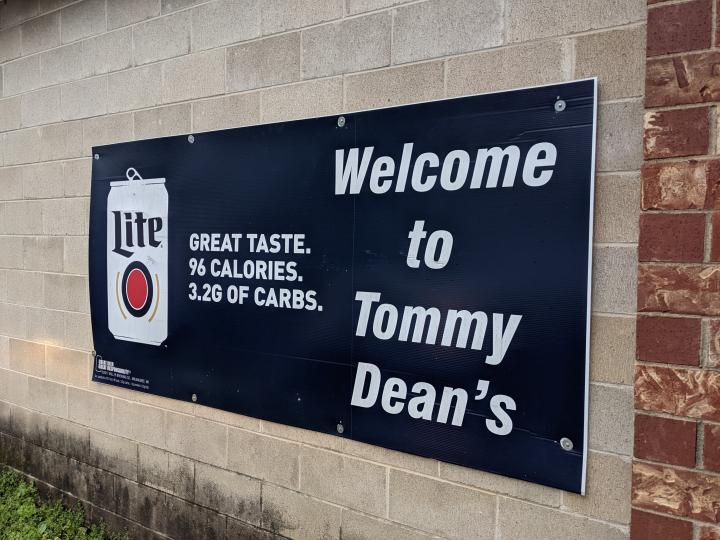 Lite
GREAT TASTE.
96 CALORIES.
3.2G OF CARBS.
Welcome
to
Tommy
Dean's